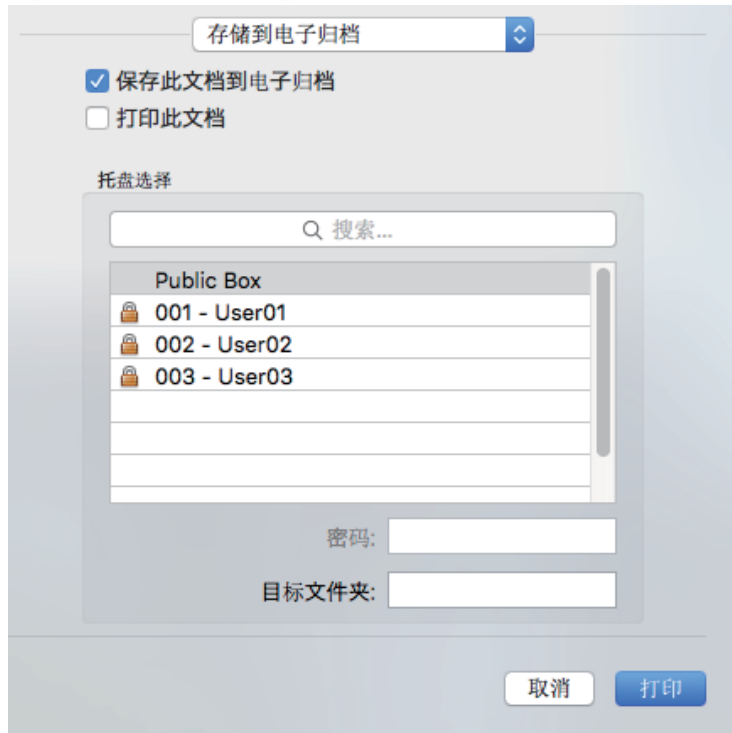 存储到电子归档
保存此文档到电子归档
打印此文档
托盘选择
搜索...
Public Box
001 - User01
002 - User02
003 - User03
密码:
目标文件夹:
取消 打印